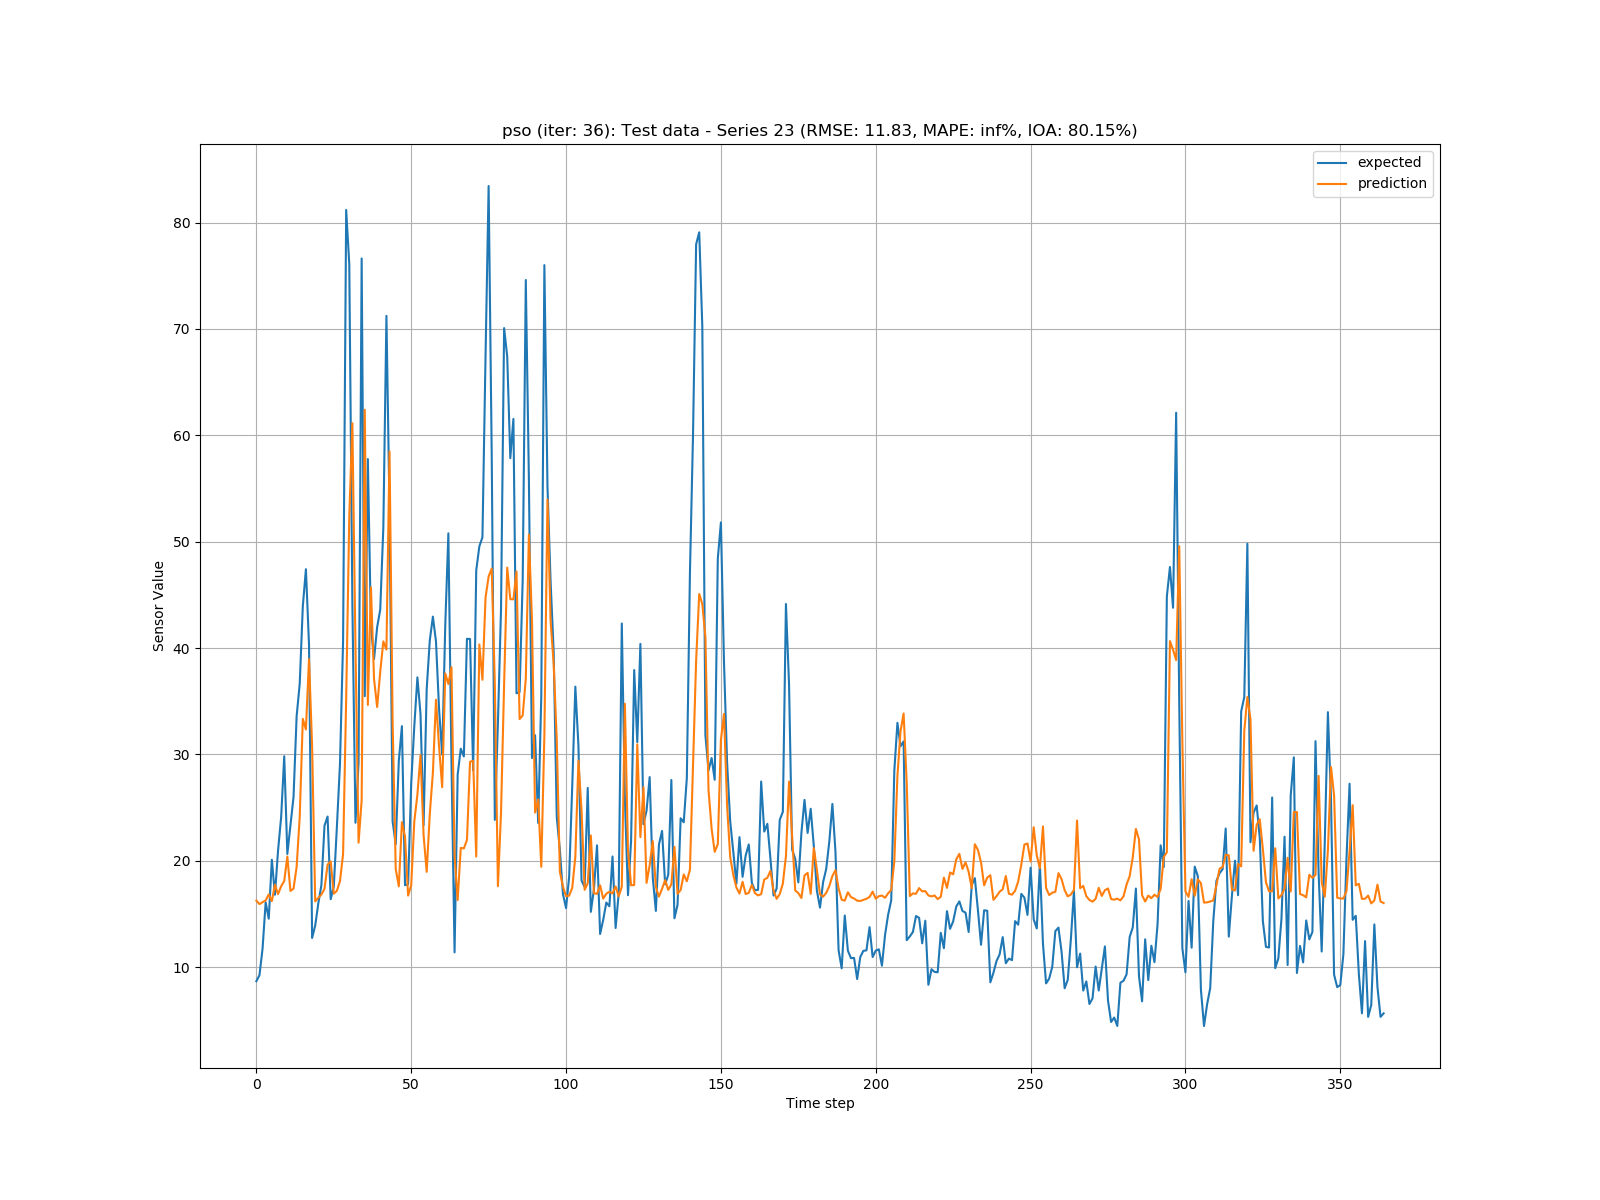 pso (iter: 36): Test data - Series 23 (RMSE: 11.83, MAPE: inf%, IOA: 80.15%)
expected
prediction
80
70
60
50
40
30
20
10
Sensor Value
0 50 100 150 200 250 300 350
Time step